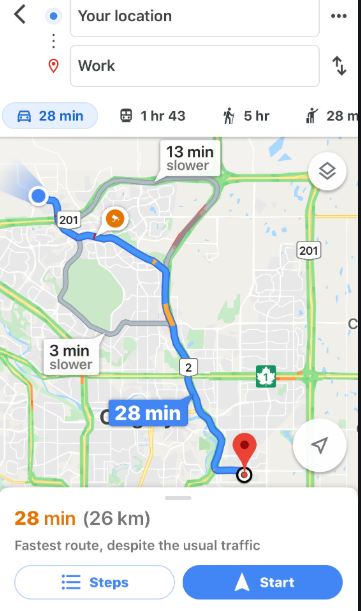 Your location
Work
28 min
1 hr 43
5 hr
28 m
13 min
slower
201
201
3 min
slower
2
1
28 min
28 min (26 km)
Fastest route, despite the usual traffic
Steps
Start